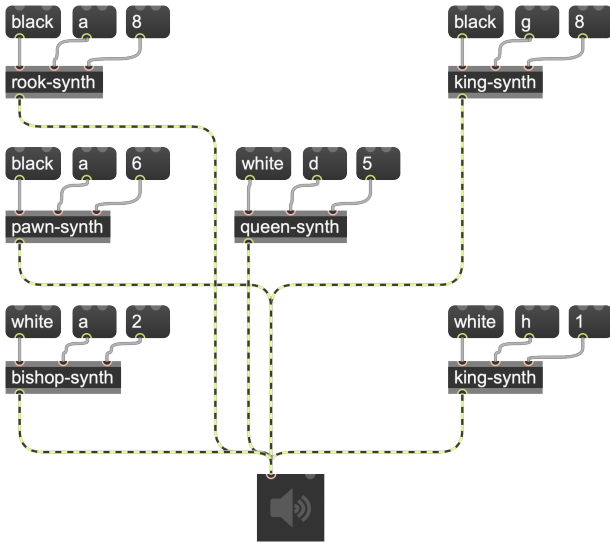 black a 8
black g 8
rook-synth
king-synth
black a 6
white d 5
pawn-synth
queen-synth
white a 2
white h 1
bishop-synth
king-synth